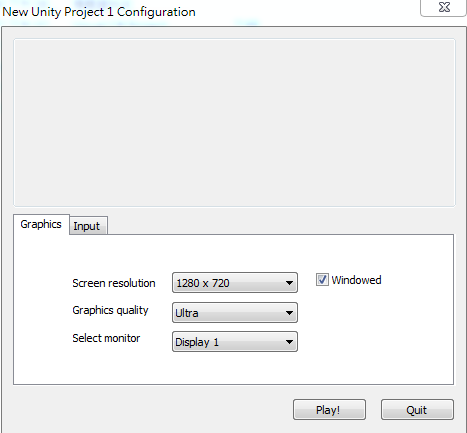 New Unity Project 1 Configuration
Graphics
Input
Screen resolution
1280 x 720
Windowed
Graphics quality
Ultra
Select monitor
Display 1
Play!
Quit